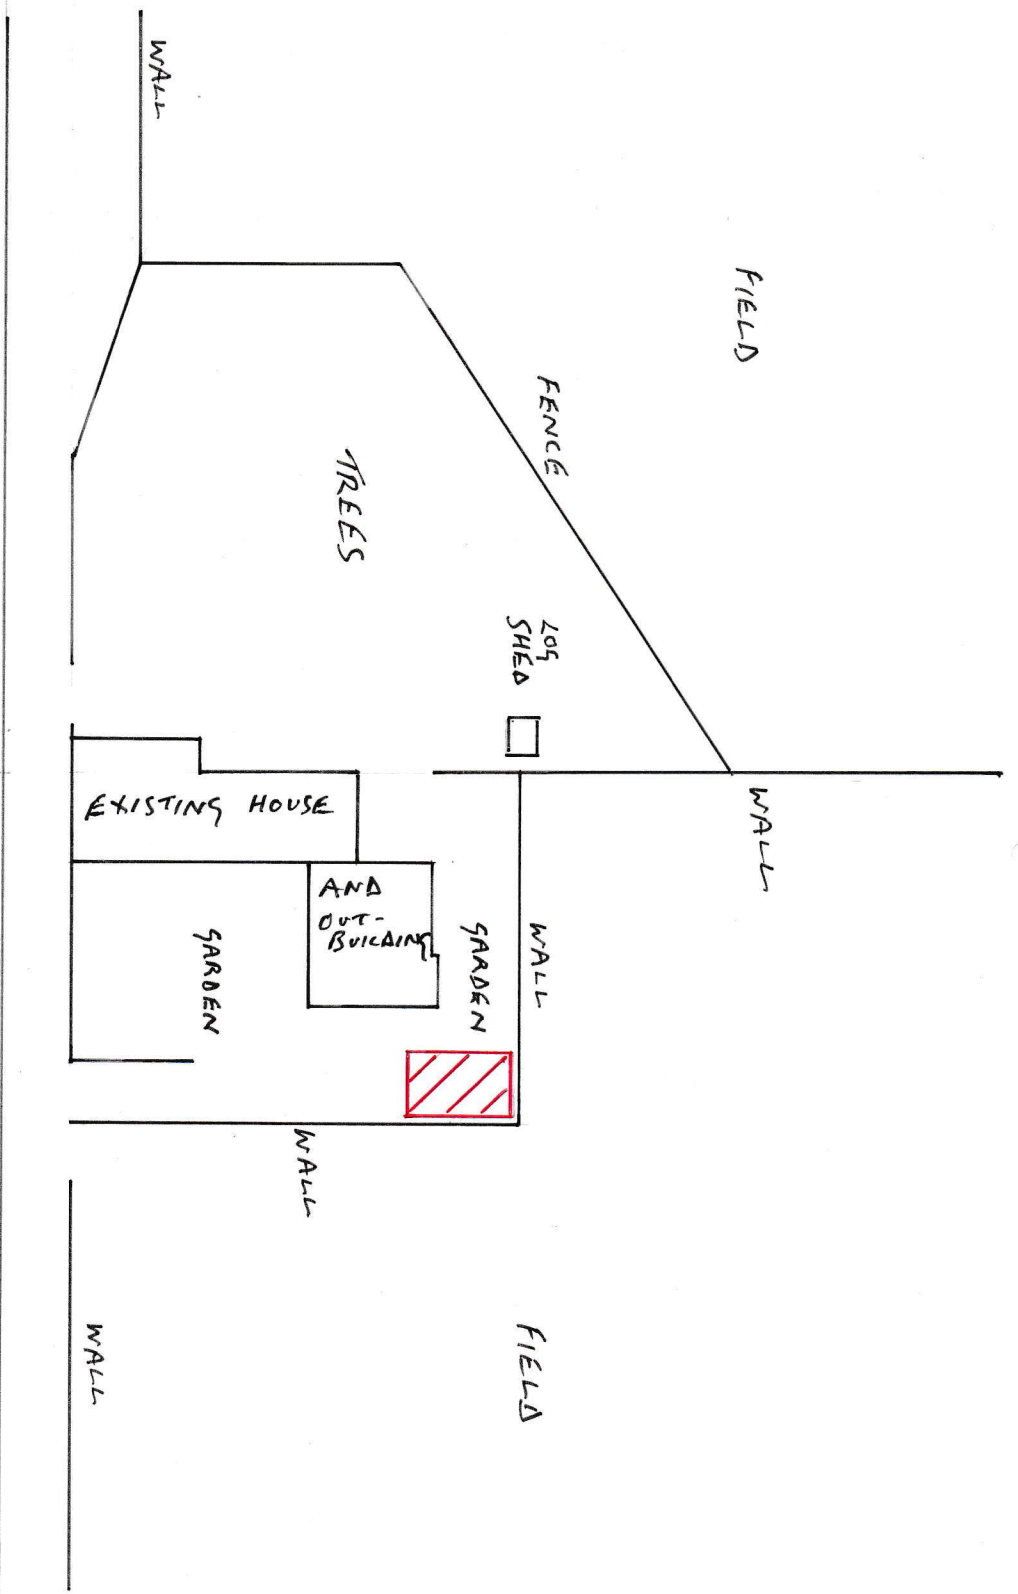 WALL
FIELD
FENCE
TREES
LOG
SHED
WALL
EXISTING HOUSE
AND
OUT-
BUILDING
GARDEN
GARDEN
WALL
WALL
WALL
FIELD